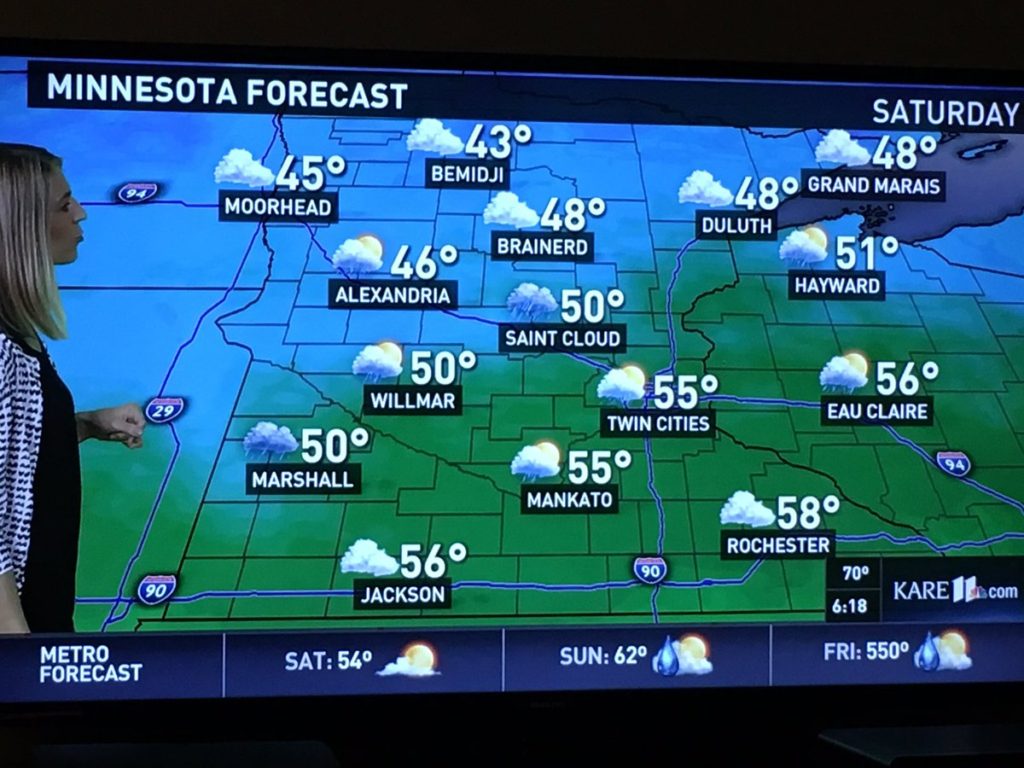 MINNESOTA FORECAST
SATURDAY
94
45°
MOORHEAD
43°
BEMIDJI
48°
GRAND MARAIS
48°
DULUTH
48°
BRAINERD
51°
HAYWARD
46°
ALEXANDRIA
50°
SAINT CLOUD
50°
WILLMAR
55°
TWIN CITIES
56°
EAU CLAIRE
29
50°
MARSHALL
55°
MANKATO
94
58°
ROCHESTER
56°
JACKSON
90
90
70°
6:18
KARE 11 .com
METRO
FORECAST
SAT: 54°
SUN: 62°
FRI: 550°